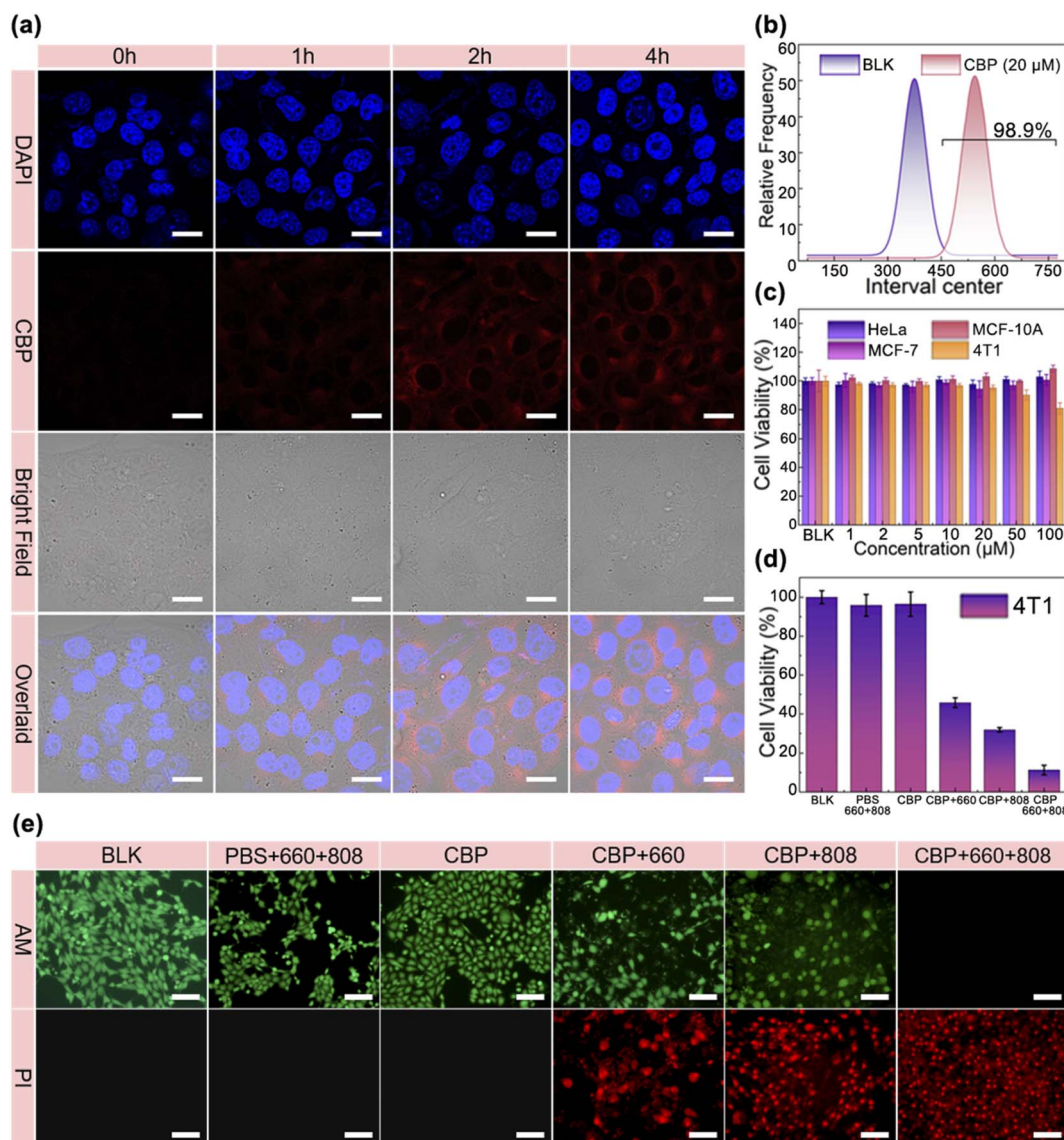 (a)
0h 1h 2h 4h
DAPI
CBP
Bright Field
Overlaid
(b)
60
50
40
30
20
10
0
Relative Frequency
BLK CBP (20 μM)
98.9%
150 300 450 600 750
Interval center
(c)
140
120
100
80
60
40
20
0
Cell Viability (%)
HeLa MCF-10A
MCF-7 4T1
BLK 1 2 5 10 20 50 100
Concentration (μM)
(d)
100
80
60
40
20
0
Cell Viability (%)
4T1
BLK PBS CBP CBP+660 CBP+808 CBP
660+808 660+808
(e)
BLK PBS+660+808 CBP CBP+660 CBP+808 CBP+660+808
AM
PI